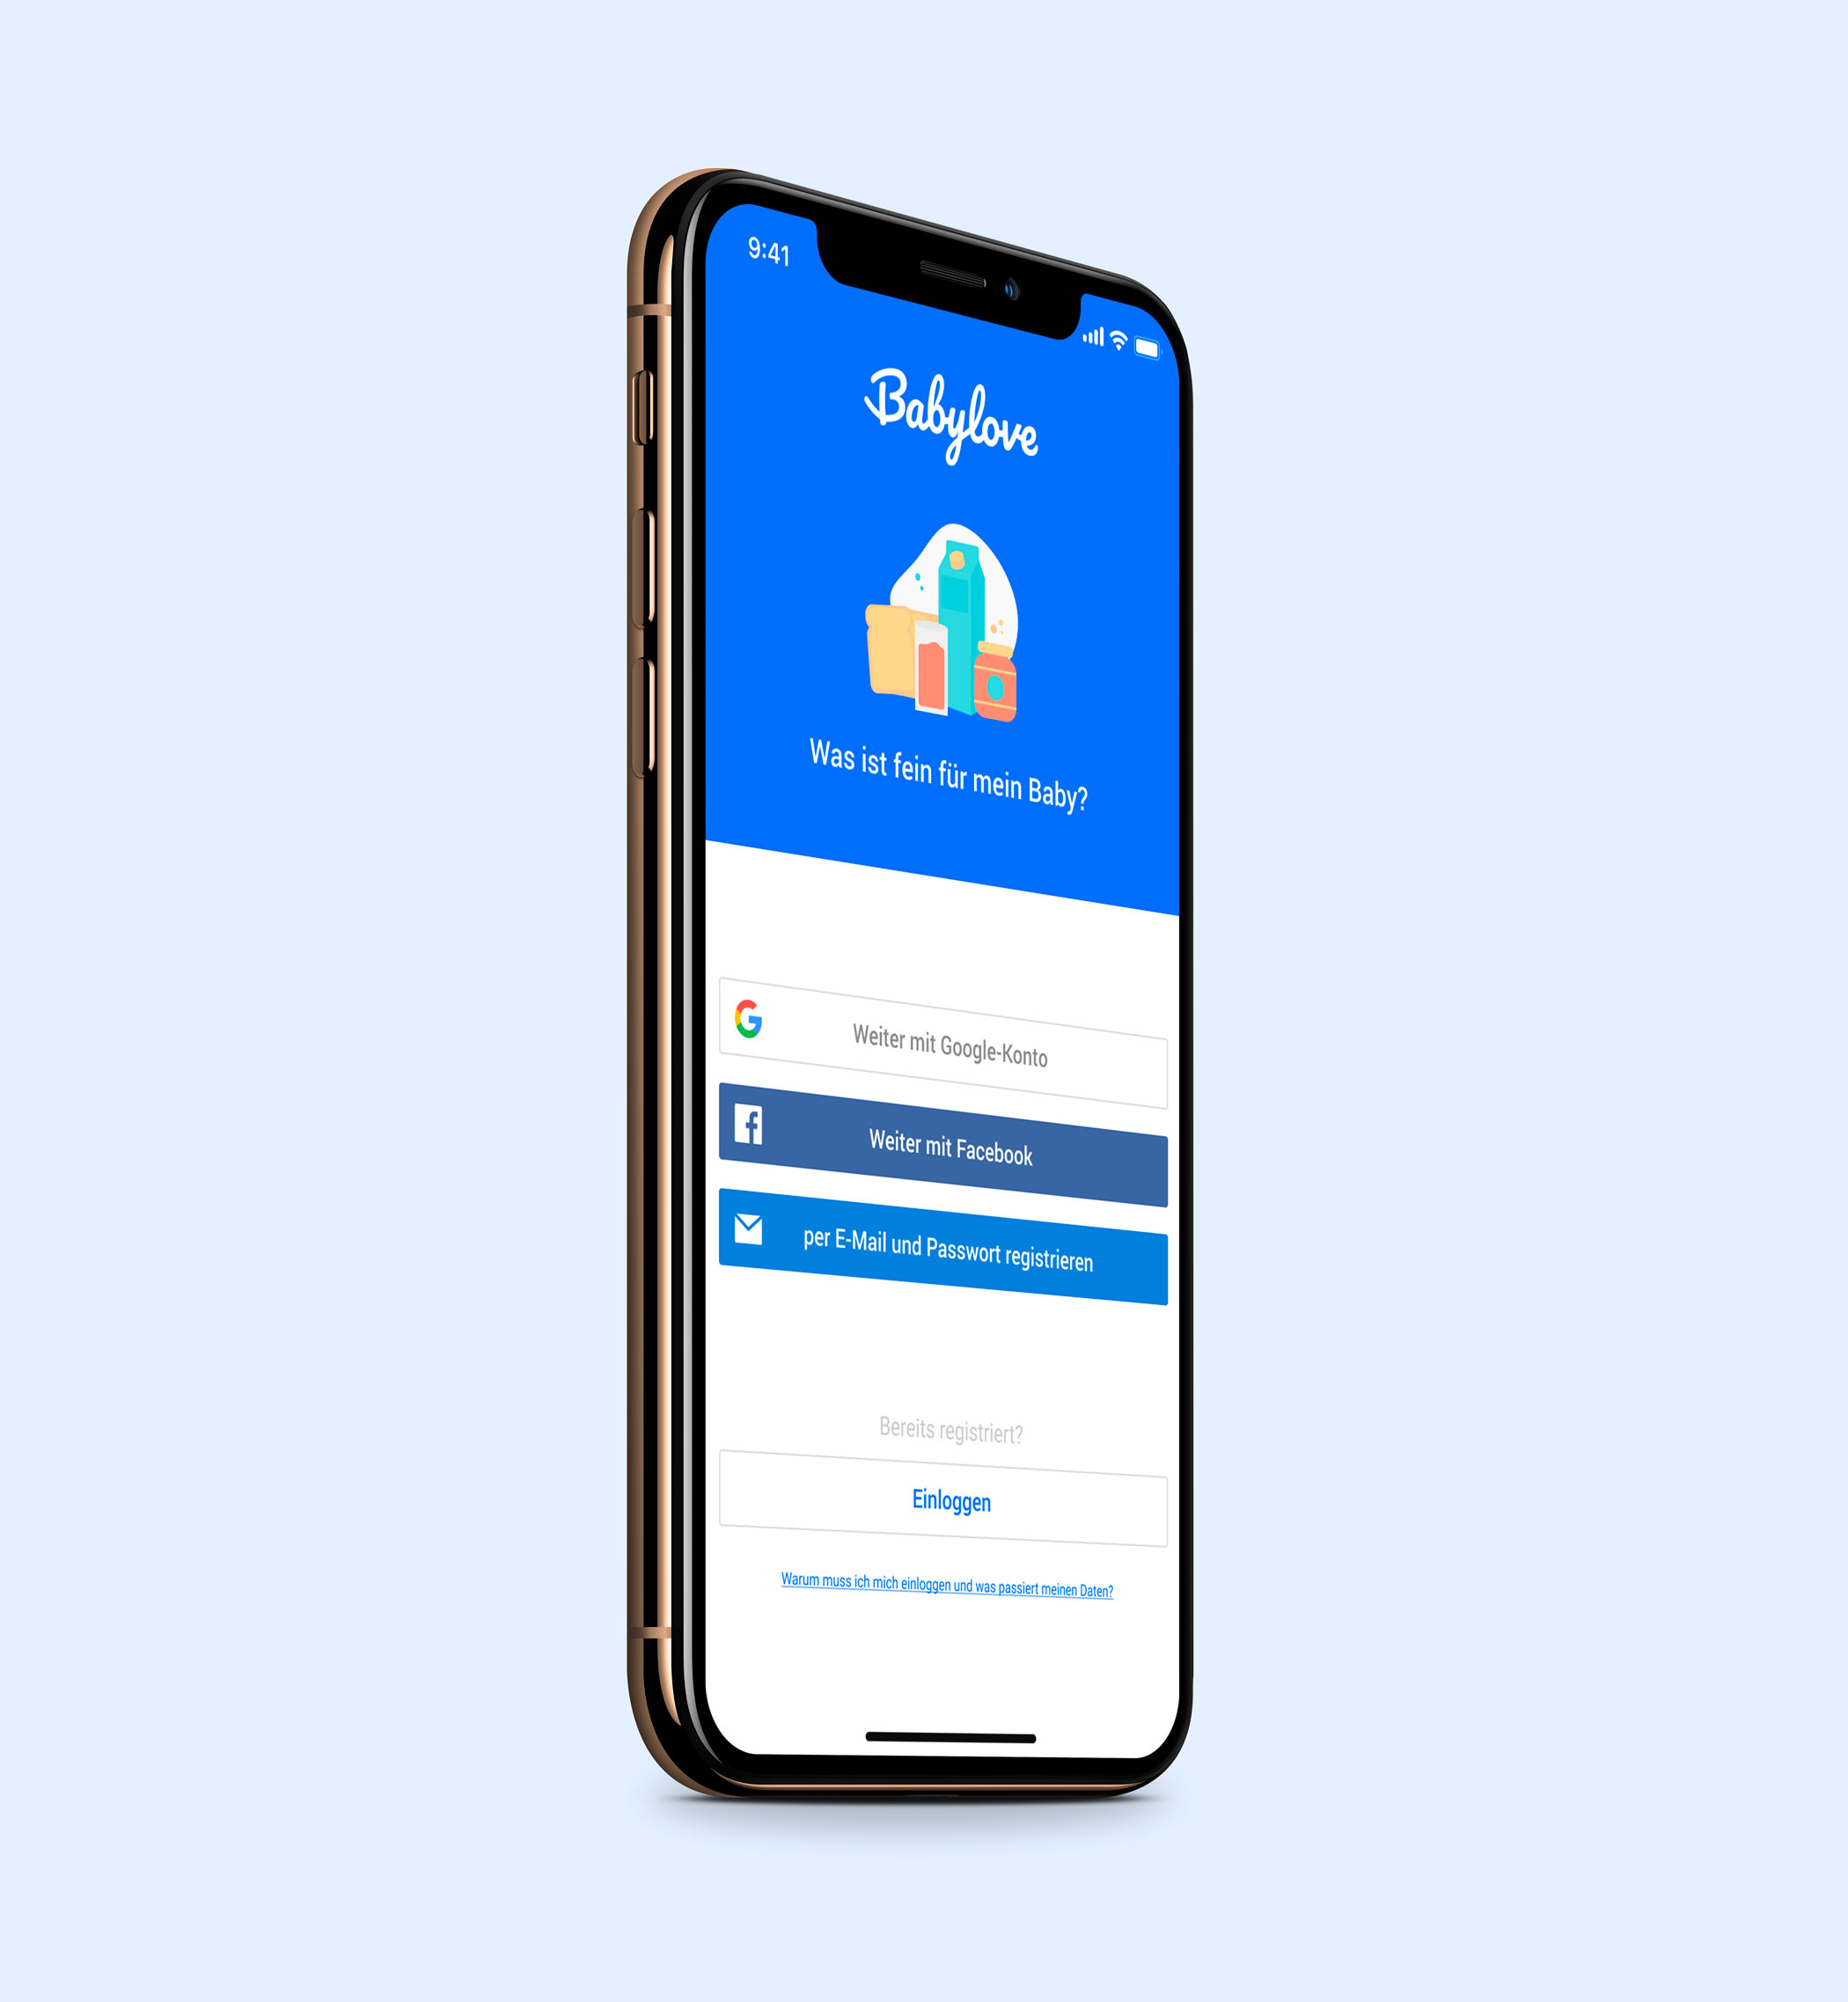 9:41
Babylove
Was ist fein für mein Baby?
Weiter mit Google-Konto
Weiter mit Facebook
per E-Mail und Passwort registrieren
Bereits registriert?
Einloggen
Warum muss ich mich einloggen und was passiert meinen Daten?